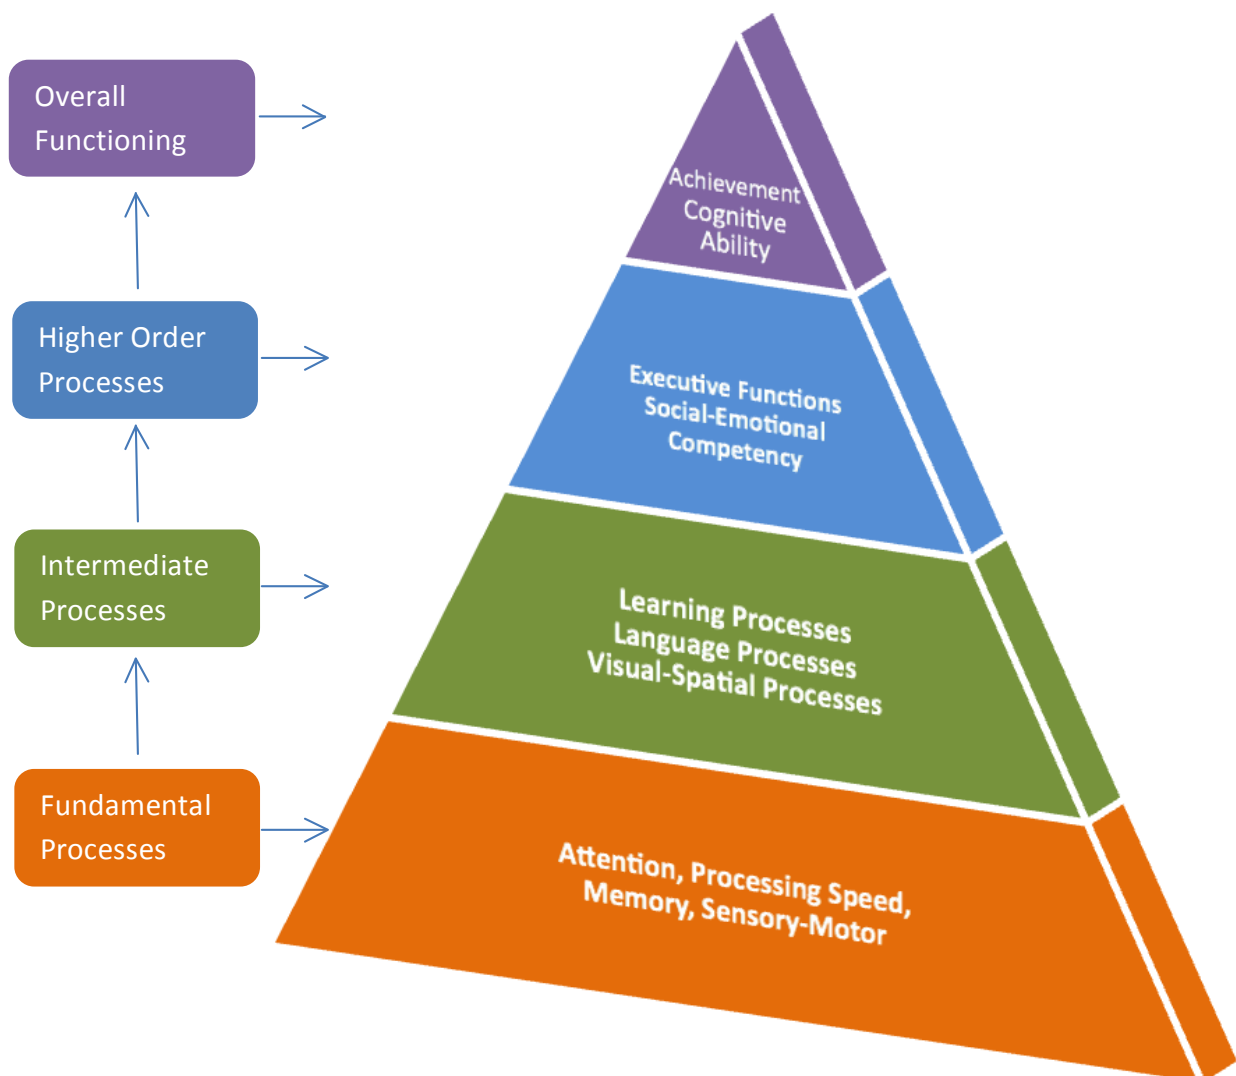 Overall
Functioning
Achievement
Cognitive
Ability
Higher Order
Processes
Executive Functions
Social-Emotional
Competency
Intermediate
Processes
Learning Processes
Language Processes
Visual-Spatial Processes
Fundamental
Processes
Attention, Processing Speed,
Memory, Sensory-Motor